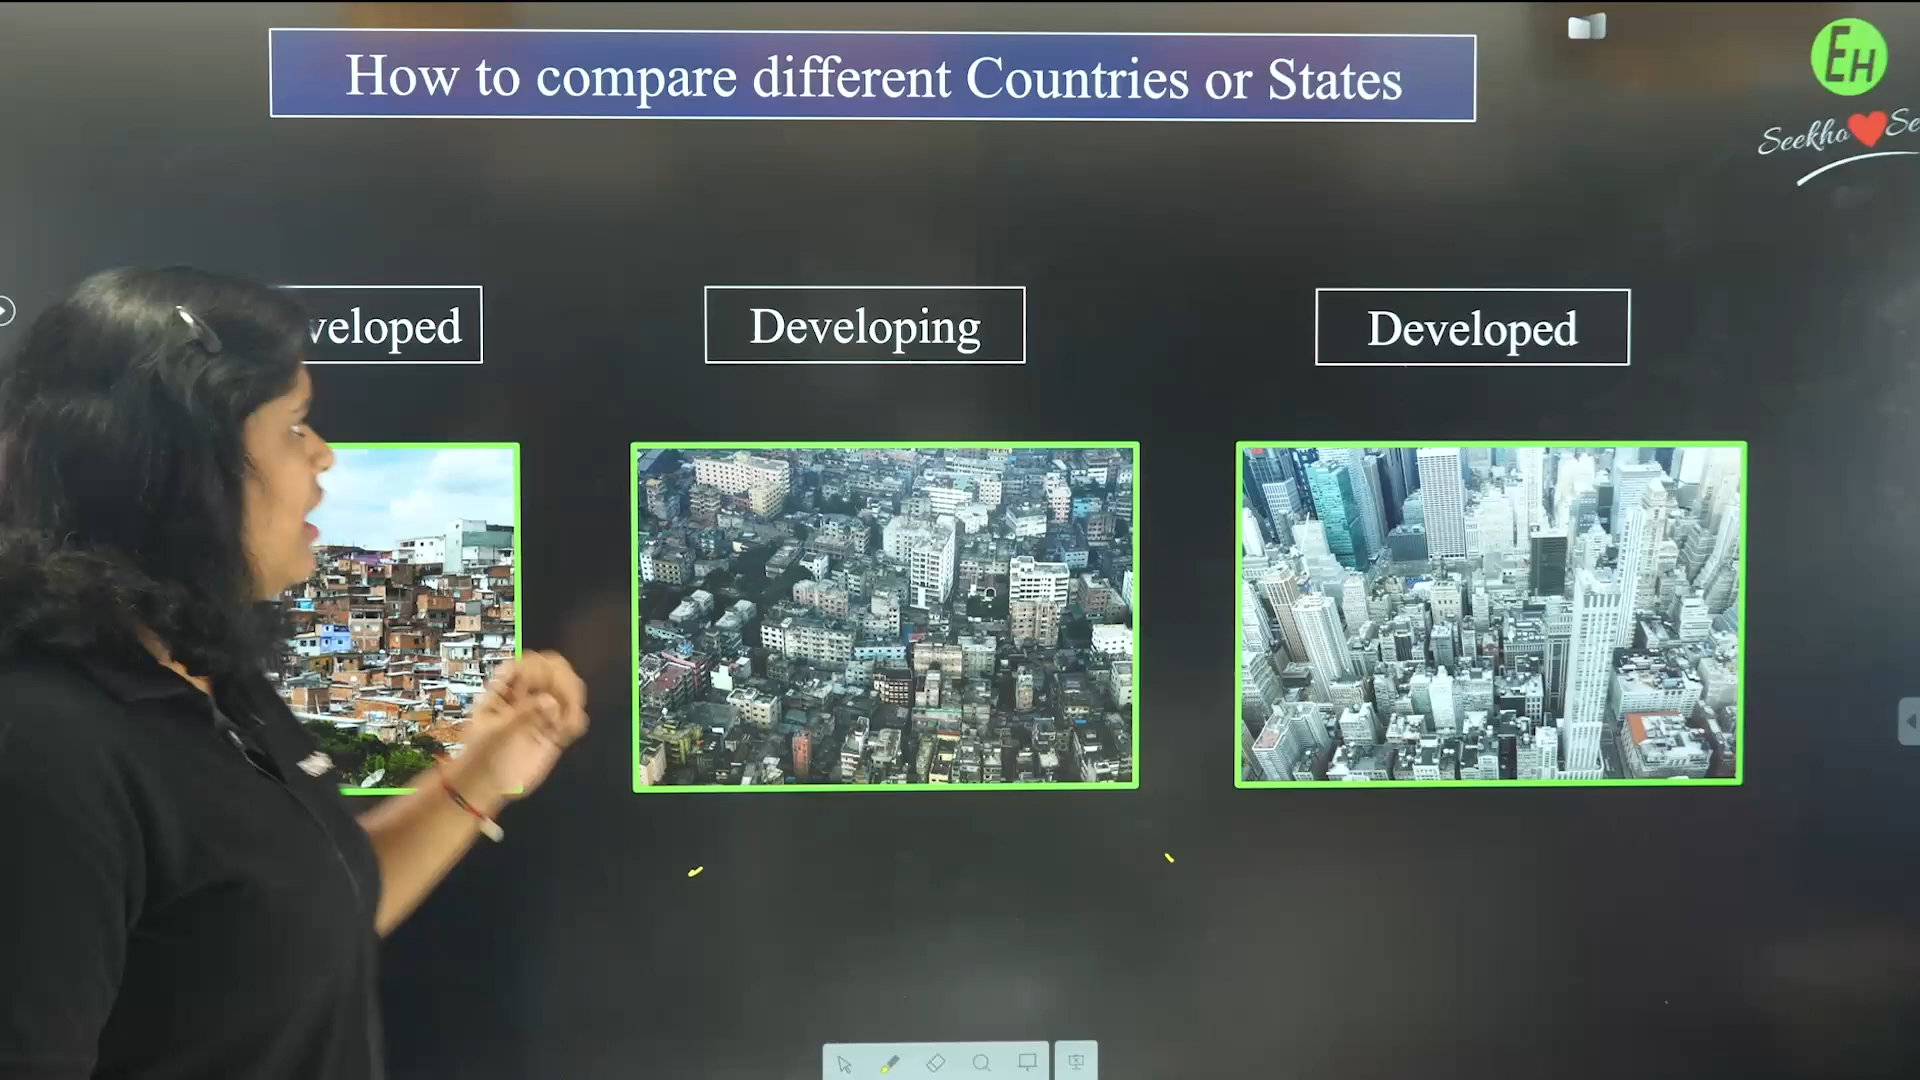 How to compare different Countries or States
EH
Seekho
veloped
Developing
Developed